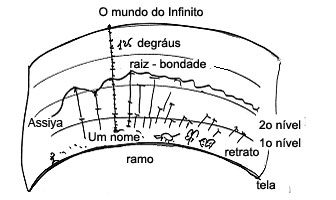 O mundo do Infinito
125 degráus
raiz - bondade
Assiya
Um nome
2o nível
1o nível
retrato
ramo
tela